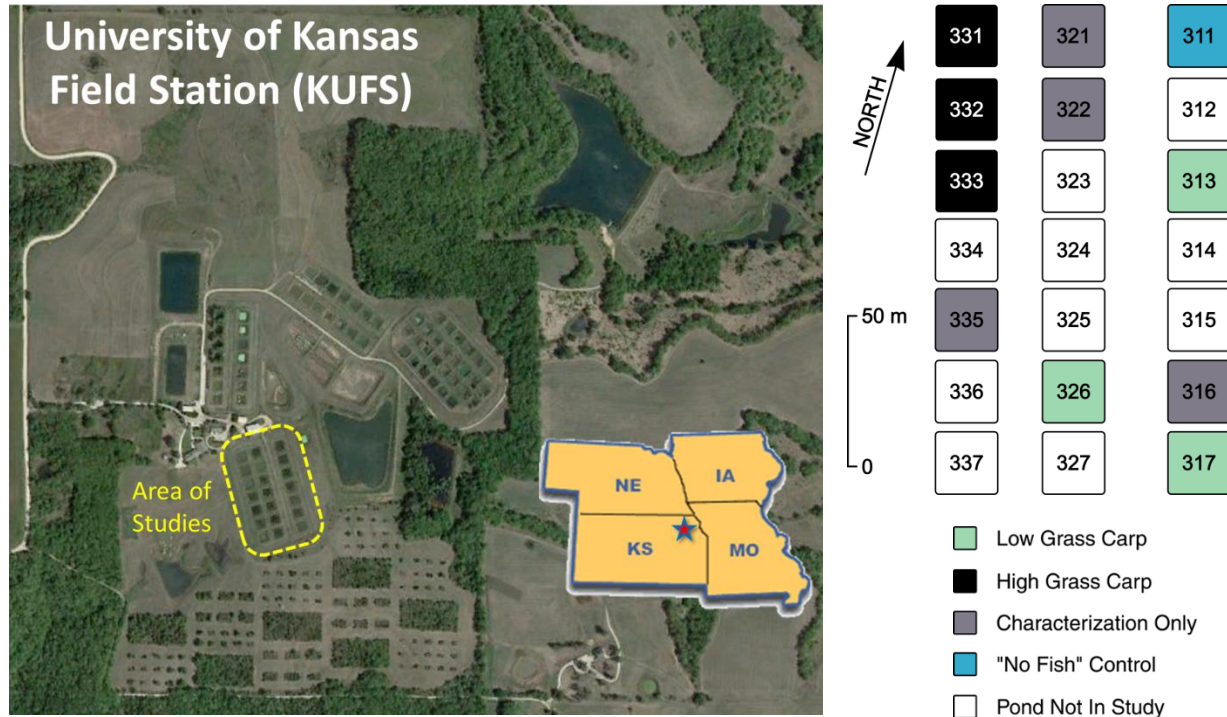 University of Kansas
Field Station (KUFS)
Area of
Studies
NE
IA
KS
MO
NORTH
50 m
0
331 321 311
332 322 312
333 323 313
334 324 314
335 325 315
336 326 316
337 327 317
Low Grass Carp
High Grass Carp
Characterization Only
"No Fish" Control
Pond Not In Study